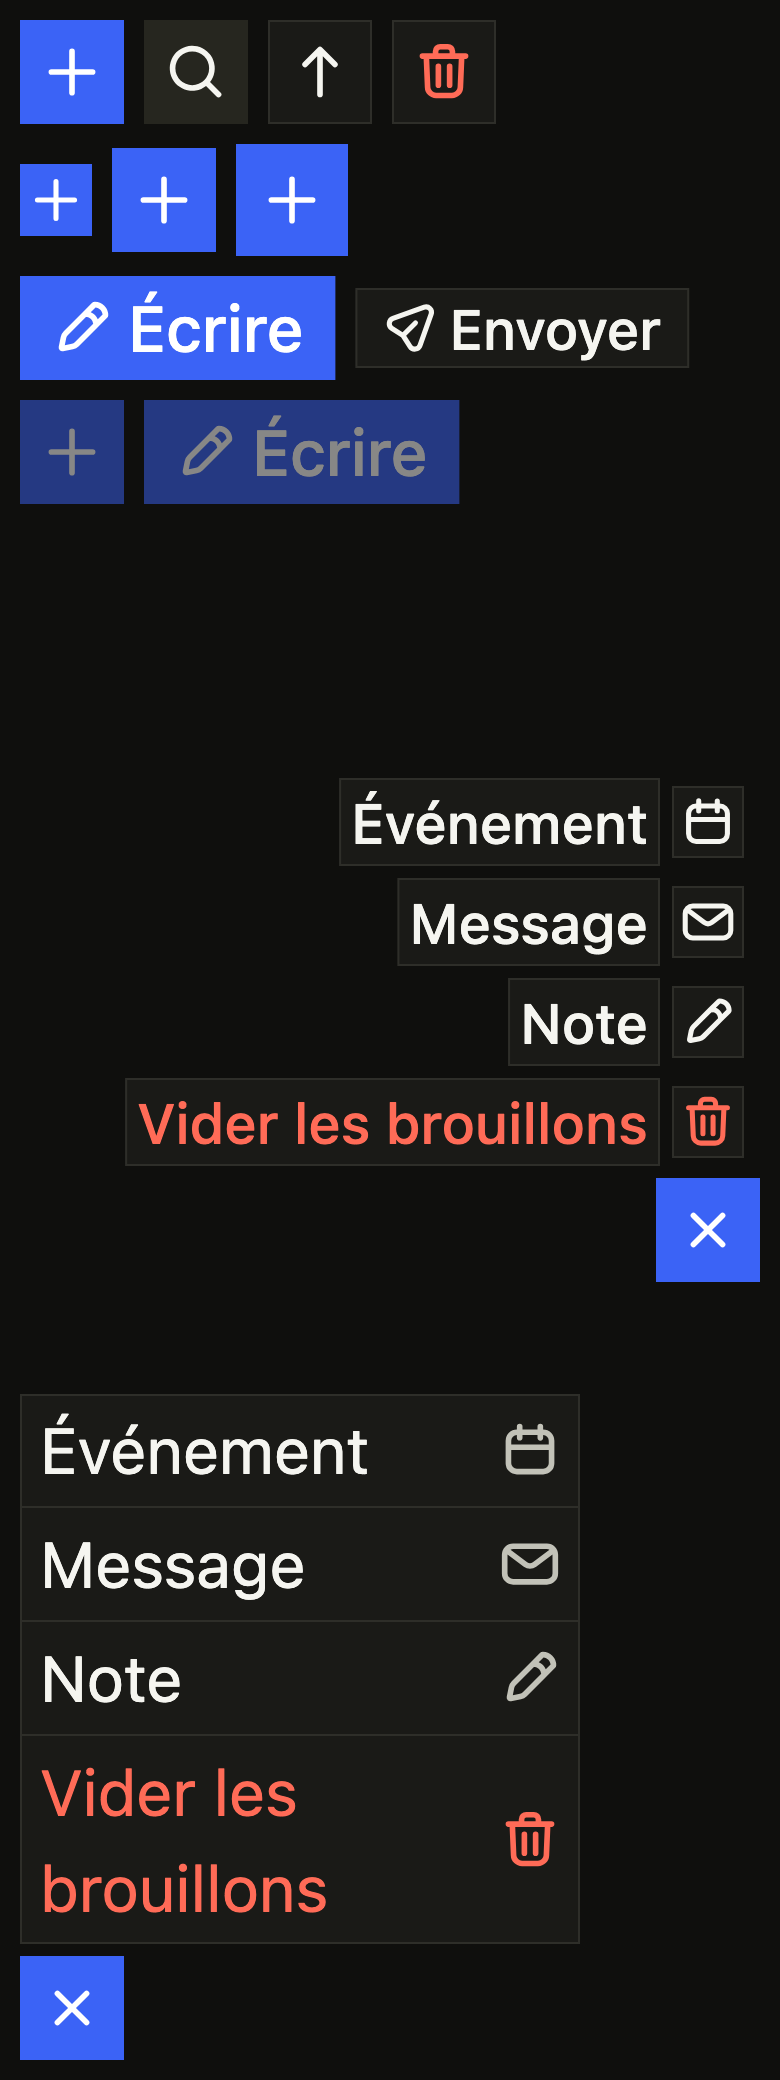 Écrire
Envoyer
Écrire
Événement
Message
Note
Vider les brouillons
Événement
Message
Note
Vider les
brouillons